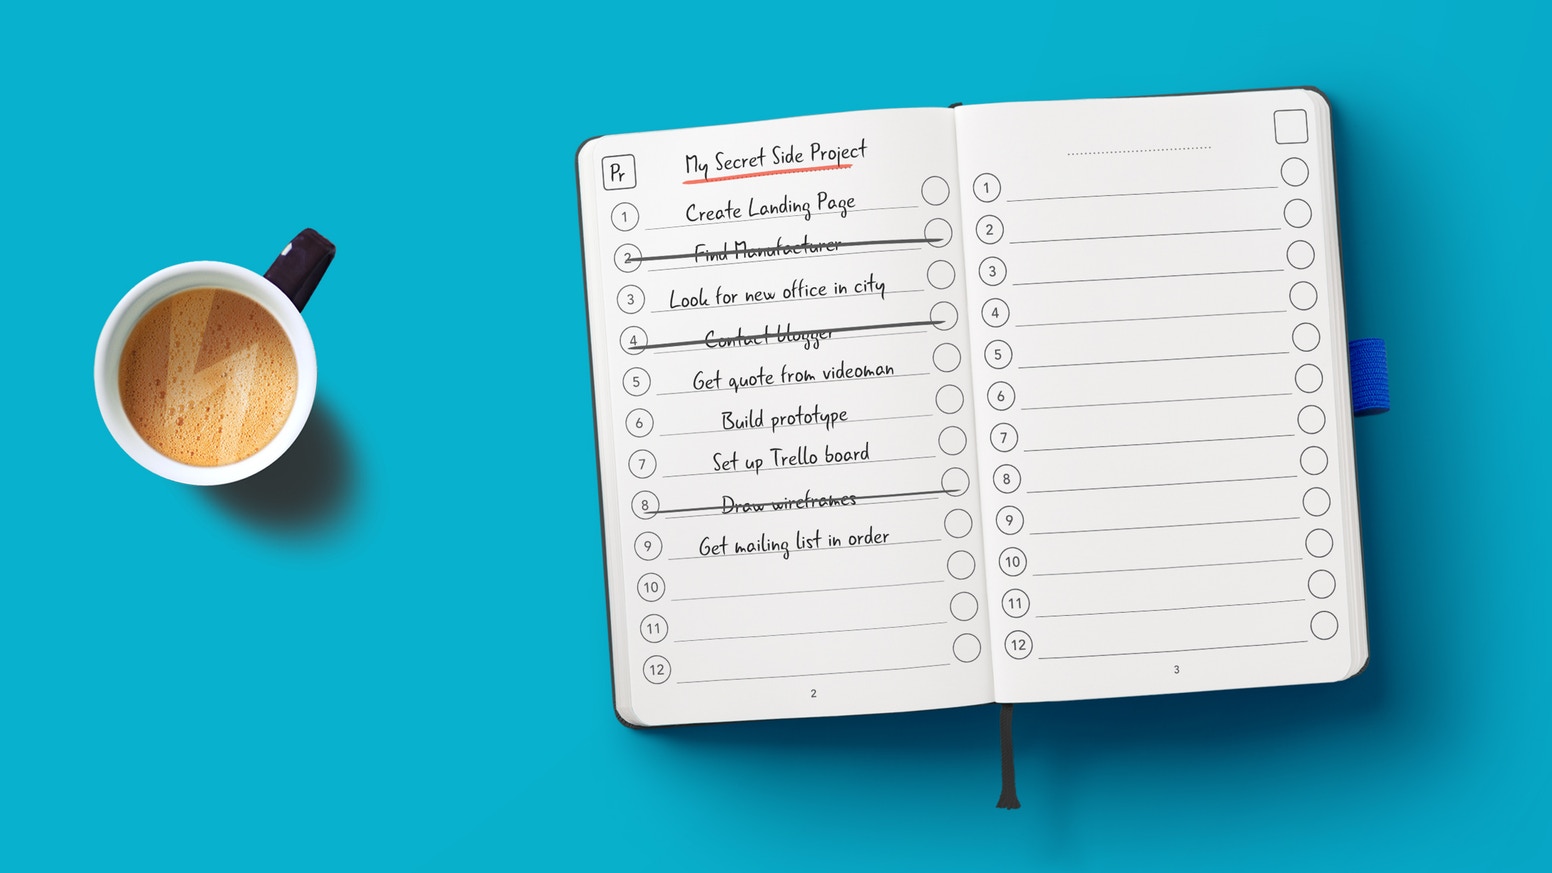 Pr
My Secret Side Project
1 Create Landing Page
2 Find Manufacturer
3 Look for new office in city
4 Contact blogger
5 Get quote from videoman
6 Build prototype
7 Set up Trello board
8 Draw wireframes
9 Get mailing list in order
10
11
12
2
1
2
3
4
5
6
7
8
9
10
11
12
3